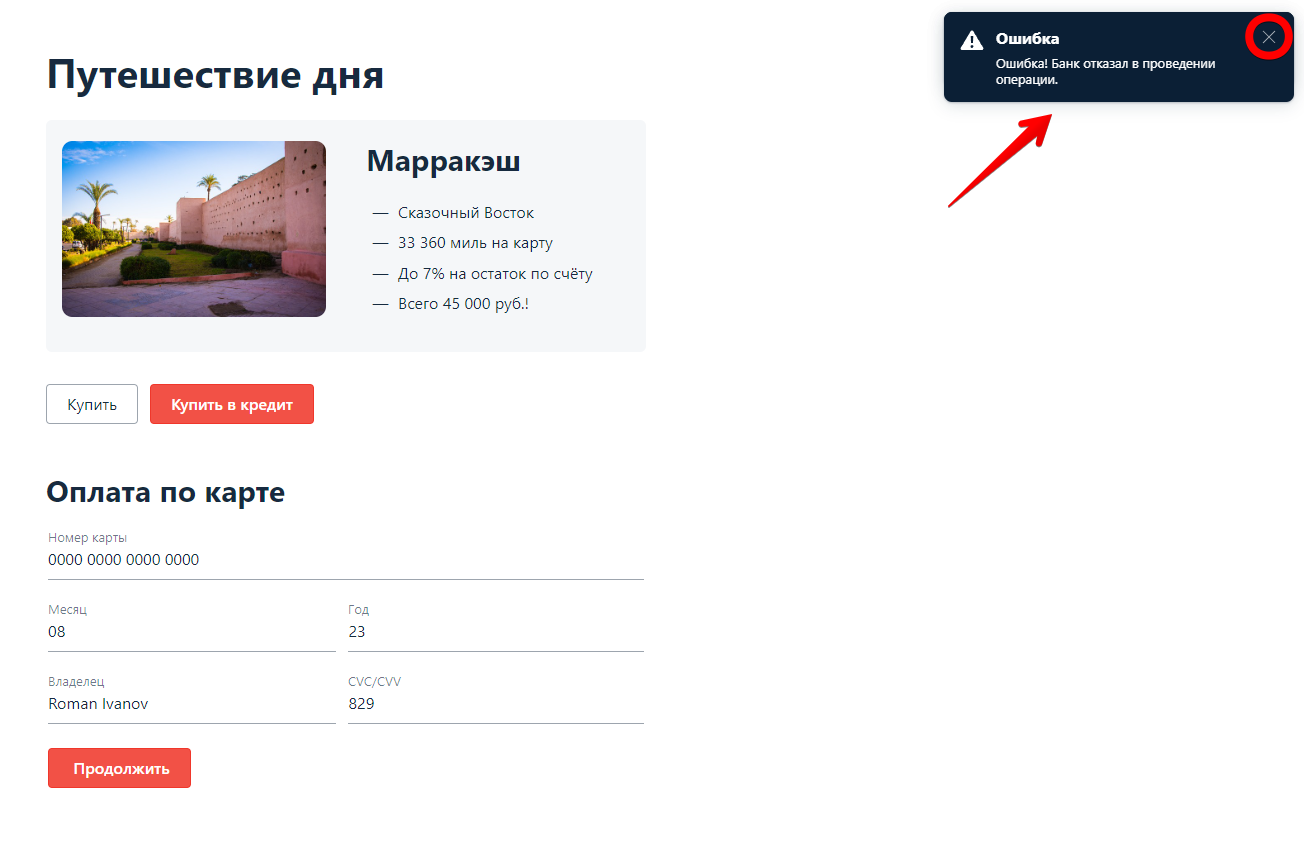 Путешествие дня
Ошибка
Ошибка! Банк отказал в проведении
операции.
Марракэш
— Сказочный Восток
— 33 360 миль на карту
— До 7% на остаток по счёту
— Всего 45 000 руб.!
Купить
Купить в кредит
Оплата по карте
Номер карты
0000 0000 0000 0000
Месяц
Год
08
23
Владелец
CVC/CVV
Roman Ivanov
829
Продолжить